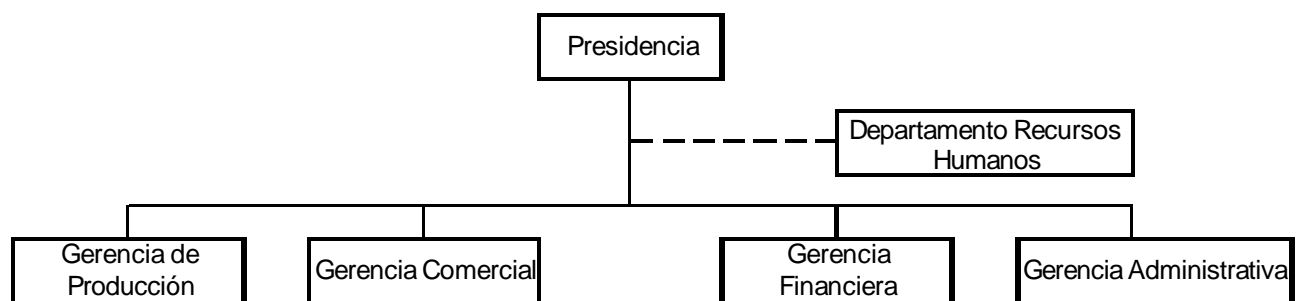 Presidencia
Departamento Recursos
Humanos
Gerencia de
Producción
Gerencia Comercial
Gerencia
Financiera
Gerencia Administrativa